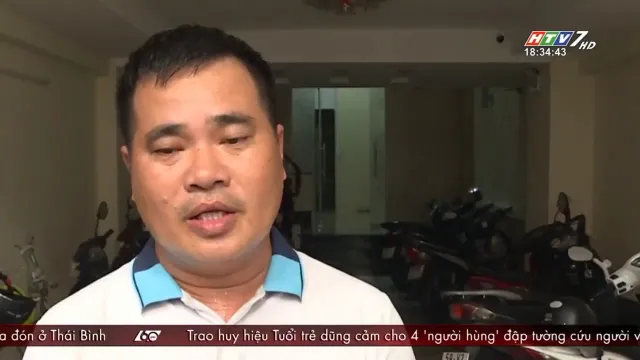 HTV7 HD
18:34:43
a đón ở Thái Bình 60 Trao huy hiệu Tuổi trẻ dũng cảm cho 4 'người hùng' đập tường cứu người v